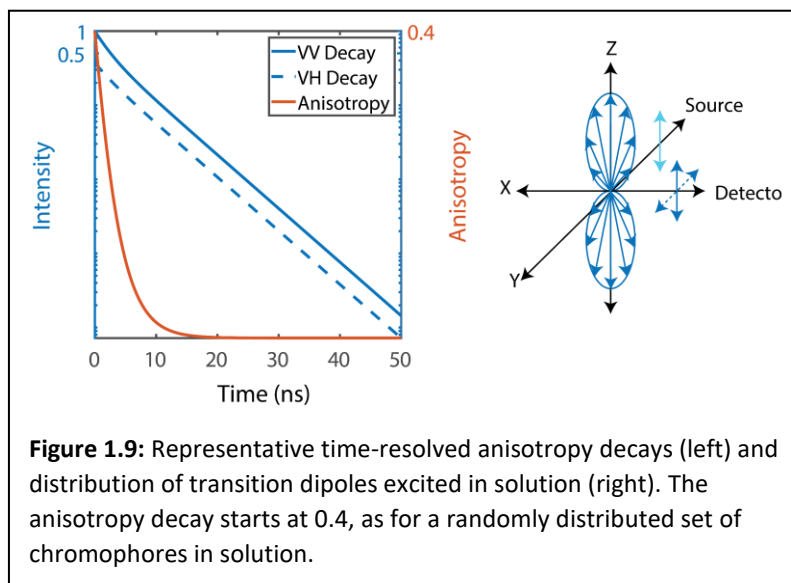 1
0.5
0.4
VV Decay
VH Decay
Anisotropy
Intensity
Anisotropy
0
10
20
30
40
50
Time (ns)
Z
Source
X
Detecto
Y
Figure 1.9: Representative time-resolved anisotropy decays (left) and
distribution of transition dipoles excited in solution (right). The
anisotropy decay starts at 0.4, as for a randomly distributed set of
chromophores in solution.